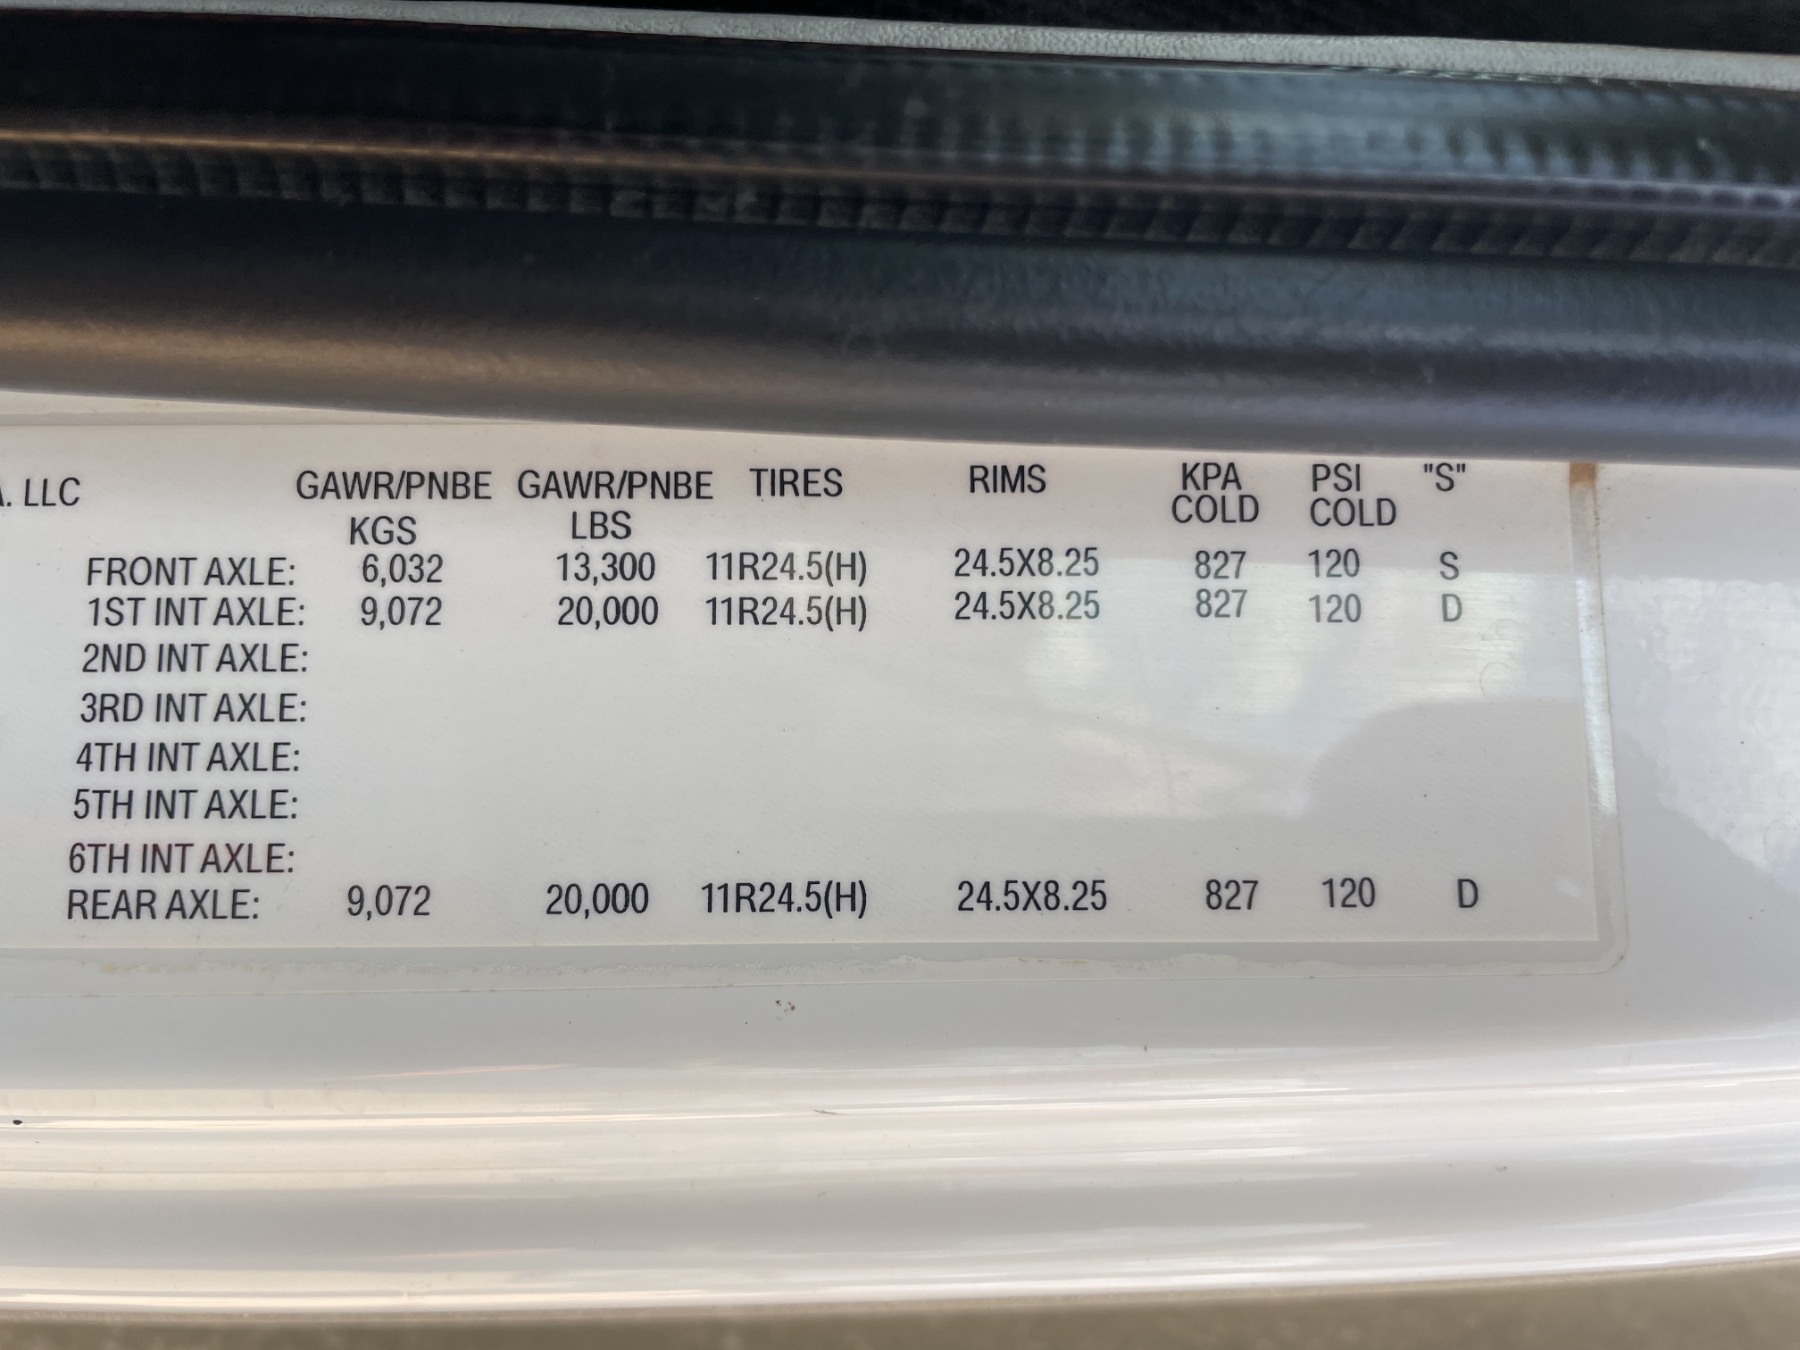 LLC GAWR/PNBE GAWR/PNBE TIRES RIMS KPA PSI "S"
KGS LBS COLD COLD
FRONT AXLE: 6,032 13,300 11R24.5(H) 24.5X8.25 827 120 S
1ST INT AXLE: 9,072 20,000 11R24.5(H) 24.5X8.25 827 120 D
2ND INT AXLE:
3RD INT AXLE:
4TH INT AXLE:
5TH INT AXLE:
6TH INT AXLE:
REAR AXLE: 9,072 20,000 11R24.5(H) 24.5X8.25 827 120 D